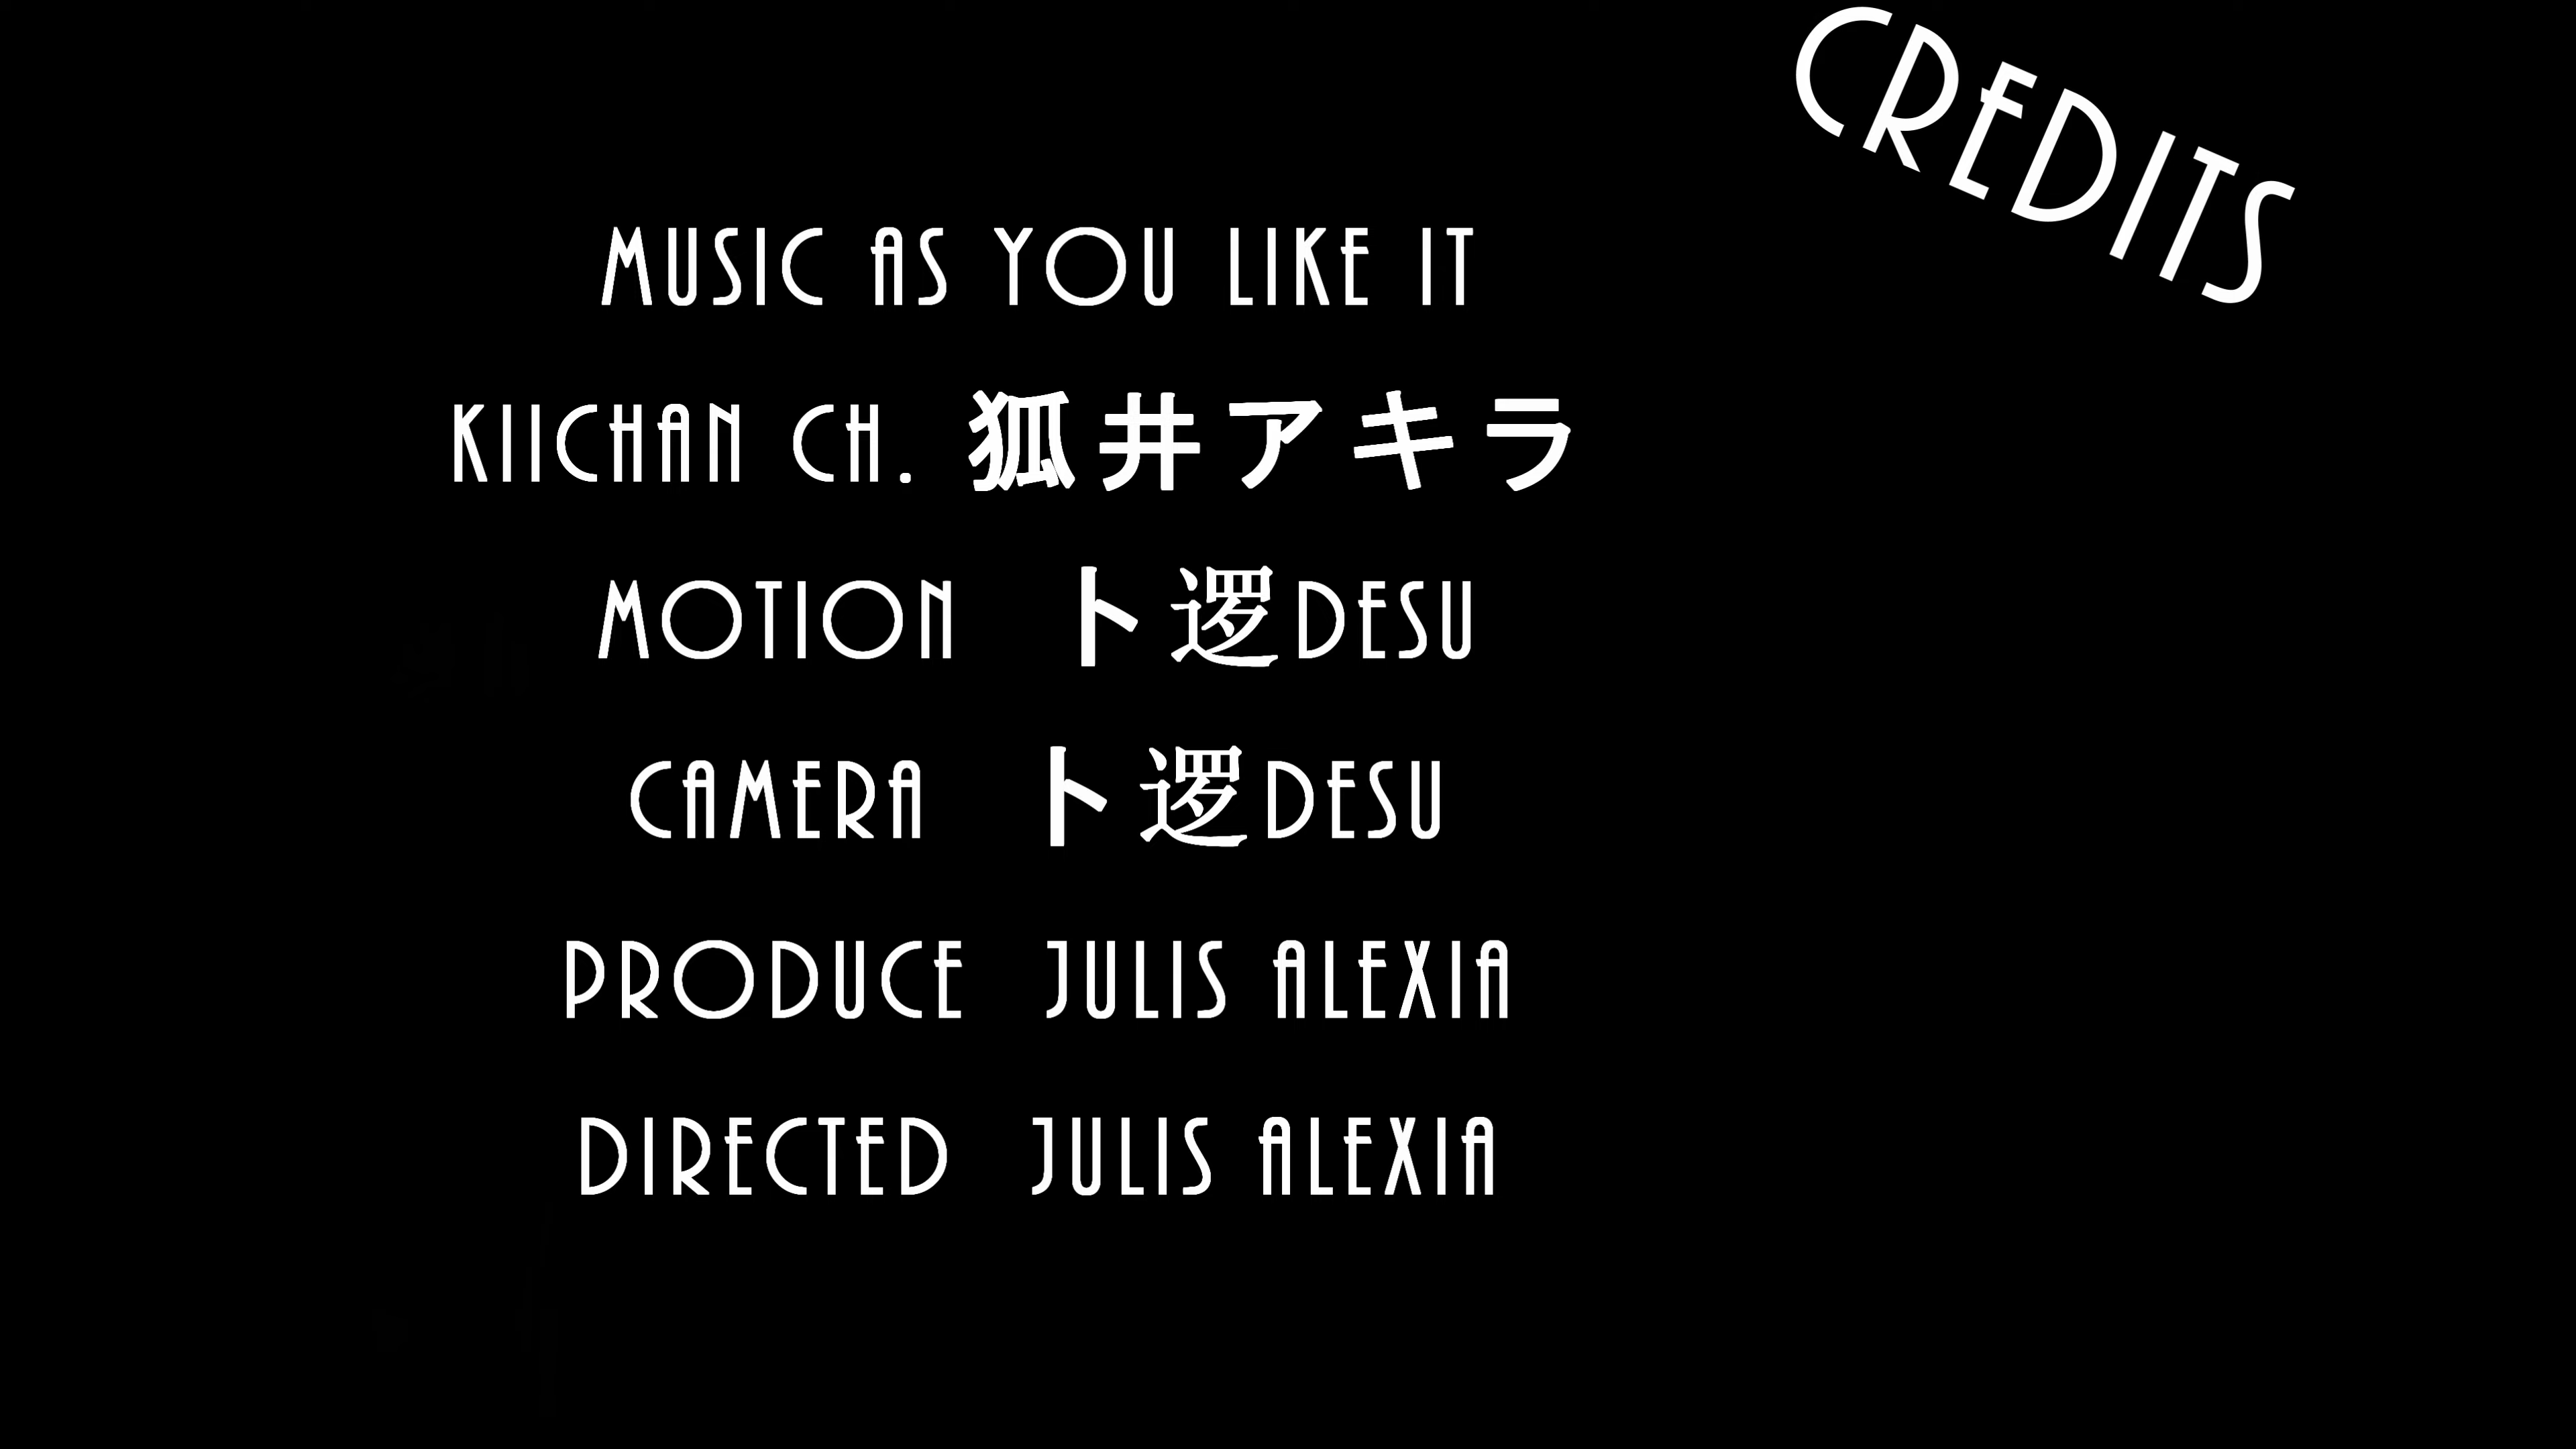 CREDITS
MUSIC AS YOU LIKE IT
KIICHAN CH. 狐井アキラ
MOTION ト逻DESU
CAMERA ト逻DESU
PRODUCE JULIS ALEXIA
DIRECTED JULIS ALEXIA